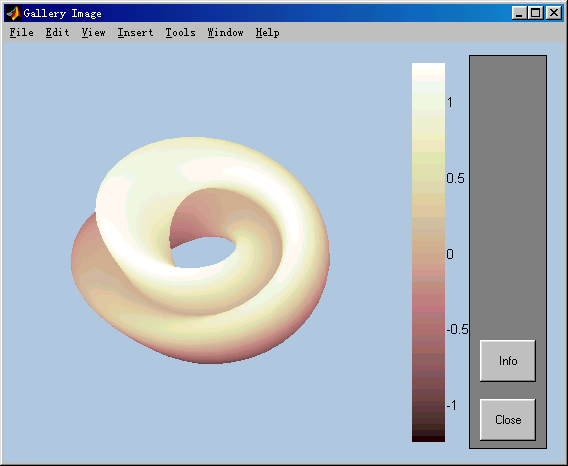 Gallery Image
File Edit View Insert Tools Window Help
1
0.5
0
-0.5
-1
Info
Close